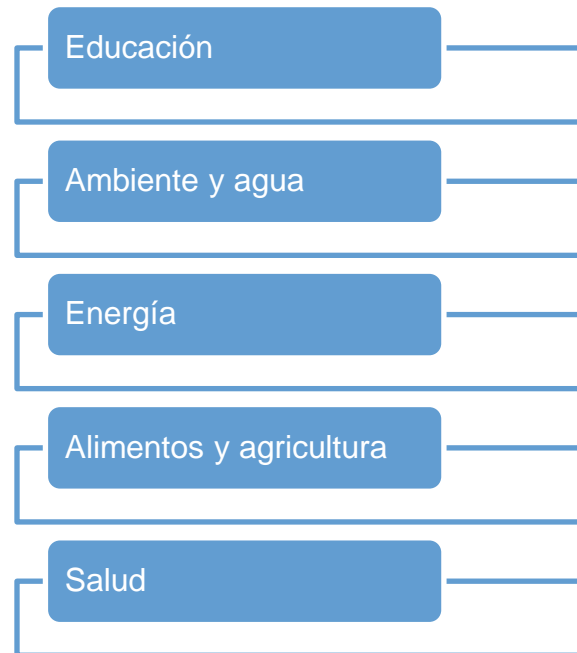 Educación
Ambiente y agua
Energía
Alimentos y agricultura
Salud